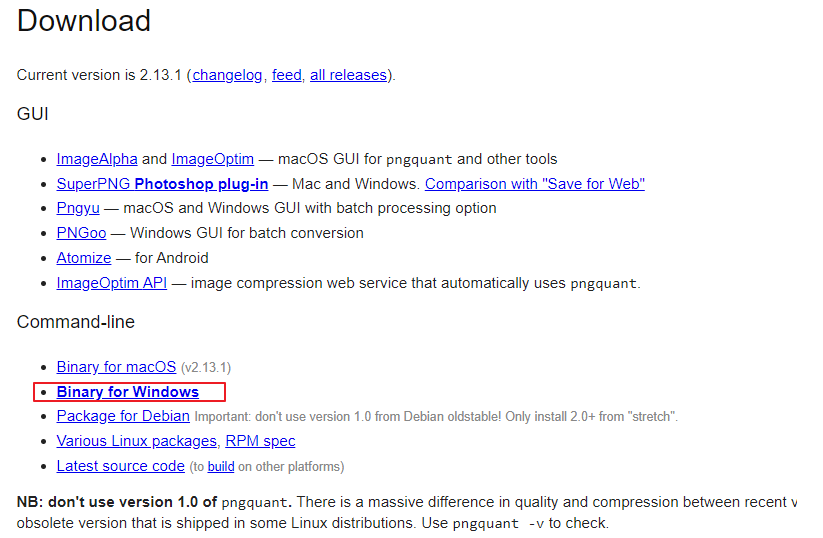 Download
Current version is 2.13.1 (changelog, feed, all releases).
GUI
• ImageAlpha and ImageOptim — macOS GUI for pngquant and other tools
• SuperPNG Photoshop plug-in — Mac and Windows. Comparison with "Save for Web"
• Pngyu — macOS and Windows GUI with batch processing option
• PNGoo — Windows GUI for batch conversion
• Atomize — for Android
• ImageOptim API — image compression web service that automatically uses pngquant.
Command-line
• Binary for macOS (v2.13.1)
• Binary for Windows
• Package for Debian Important: don't use version 1.0 from Debian oldstable! Only install 2.0+ from "stretch".
• Various Linux packages, RPM spec
• Latest source code (to build on other platforms)
NB: don't use version 1.0 of pngquant. There is a massive difference in quality and compression between recent
obsolete version that is shipped in some Linux distributions. Use pngquant -v to check.